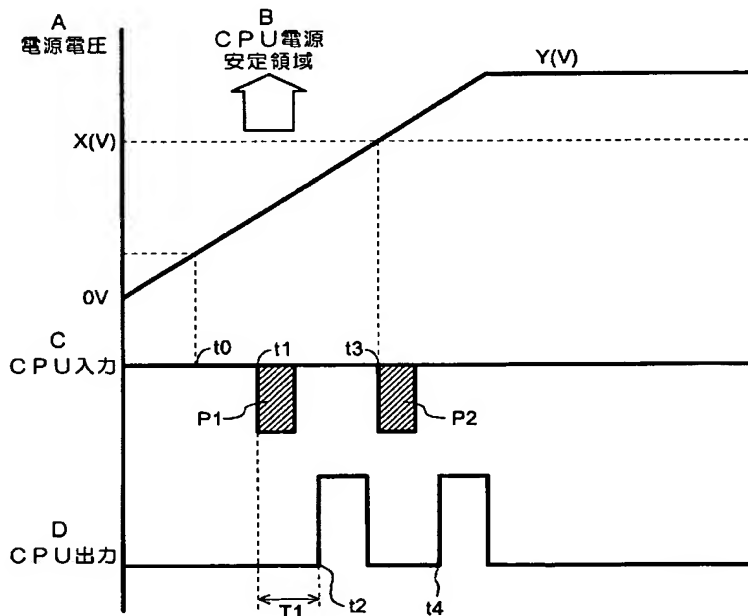 A
電源電圧
B
CPU電源
安定領域
Y(V)
X(V)
0V
C
CPU入力
t0
t1
t3
P1
P2
D
CPU出力
T1
t2
t4